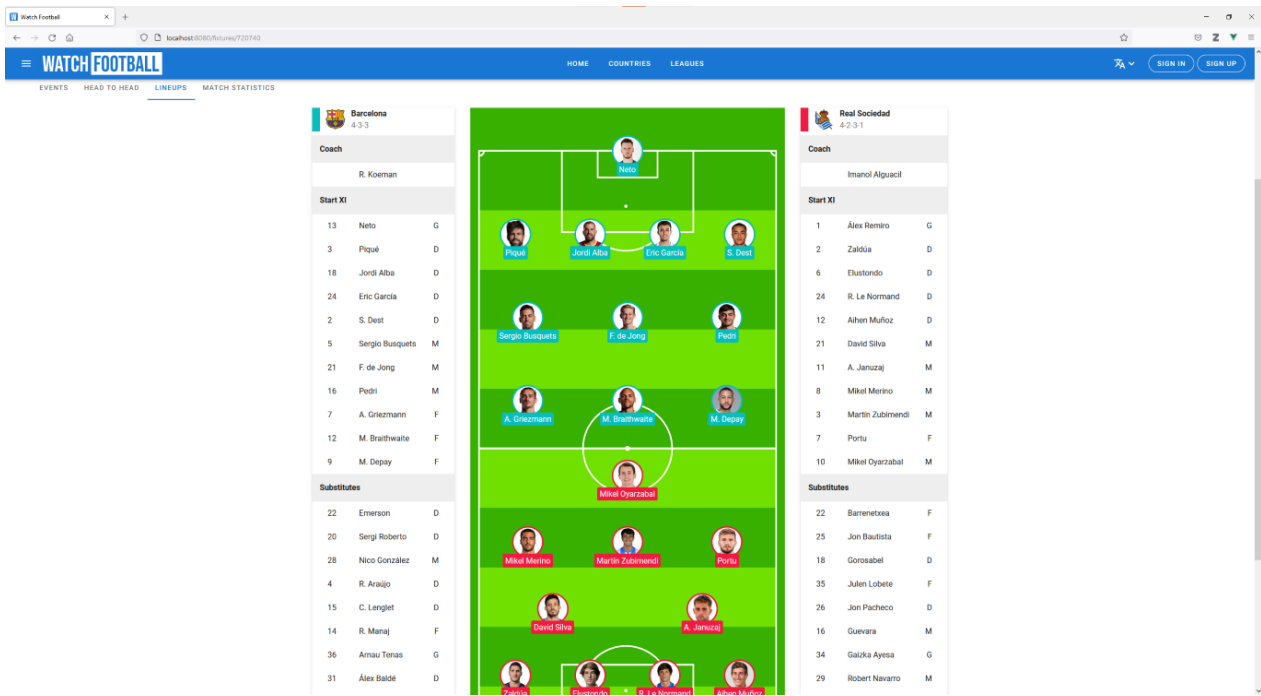 Watch Football
localhost:8080/fixtures/720740
WATCH FOOTBALL
HOME COUNTRIES LEAGUES
SIGN IN SIGN UP
EVENTS HEAD TO HEAD LINEUPS MATCH STATISTICS
Barcelona
4-3-3
Coach
R. Koeman
Start XI
13 Neto G
3 Piqué D
18 Jordi Alba D
24 Eric García D
2 S. Dest D
5 Sergio Busquets M
21 F. de Jong M
16 Pedri M
7 A. Griezmann F
12 M. Braithwaite F
9 M. Depay F
Substitutes
22 Emerson D
20 Sergi Roberto D
28 Nico González M
4 R. Araújo D
15 C. Lenglet D
14 R. Manaj F
36 Arnau Tenas G
31 Álex Baldé D
Neto
Piqué Jordi Alba Eric García S. Dest
Sergio Busquets F. de Jong Pedri
A. Griezmann M. Braithwaite M. Depay
Mikel Oyarzabal
Mikel Merino Martín Zubimendi Portu
David Silva A. Januzaj
Zaldúa Elustondo R. Le Normand Aihen Muñoz
Real Sociedad
4-2-3-1
Coach
Imanol Alguacil
Start XI
1 Álex Remiro G
2 Zaldúa D
6 Elustondo D
24 R. Le Normand D
12 Aihen Muñoz D
21 David Silva M
11 A. Januzaj M
8 Mikel Merino M
3 Martín Zubimendi M
7 Portu F
10 Mikel Oyarzabal M
Substitutes
22 Barrenetxea F
25 Jon Bautista F
18 Gorosabel D
35 Julen Lobete F
26 Jon Pacheco D
16 Guevara M
34 Gaizka Ayesa G
29 Robert Navarro M